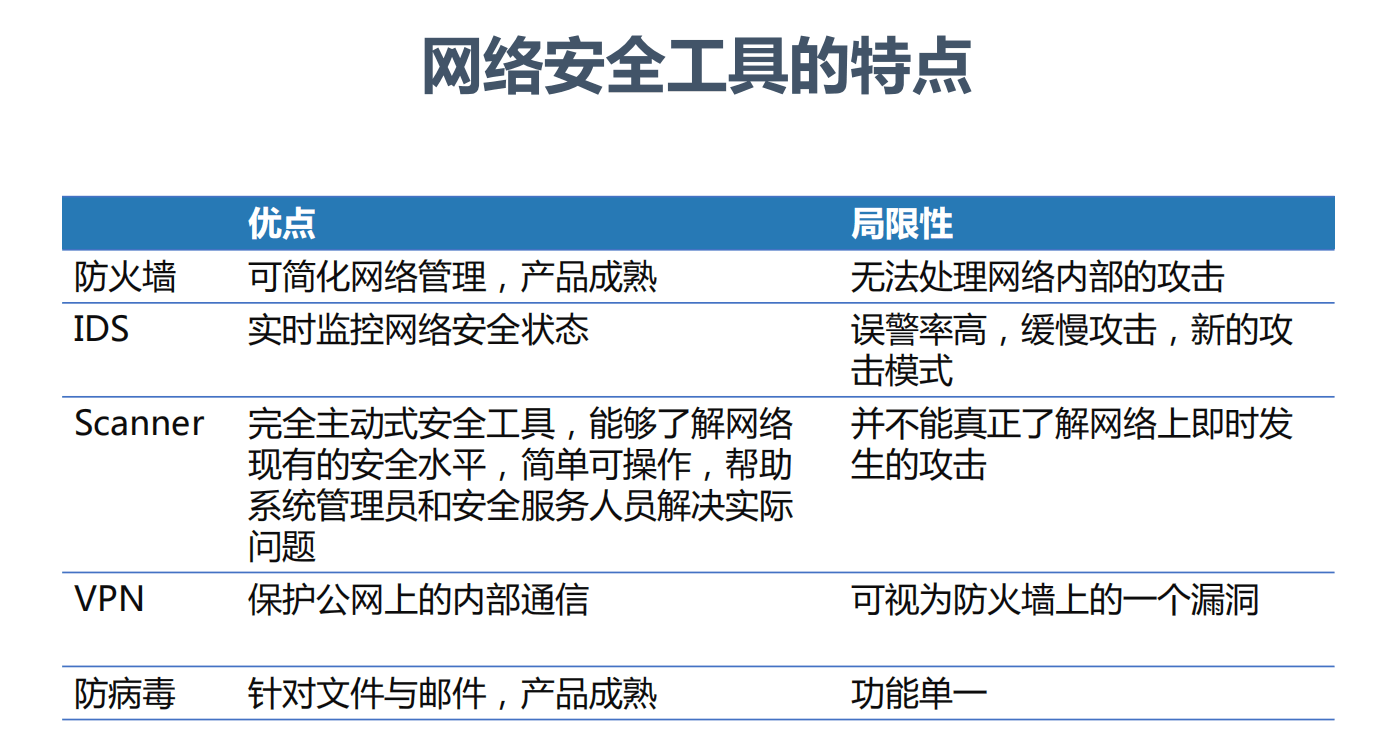 网络安全工具的特点
优点 局限性
防火墙 可简化网络管理，产品成熟 无法处理网络内部的攻击
IDS 实时监控网络安全状态 误警率高，缓慢攻击，新的攻
击模式
Scanner 完全主动式安全工具，能够了解网络 并不能真正了解网络上即时发
现有的安全水平，简单可操作，帮助 生的攻击
系统管理员和安全服务人员解决实际
问题
VPN 保护公网上的内部通信 可视为防火墙上的一个漏洞
防病毒 针对文件与邮件，产品成熟 功能单一